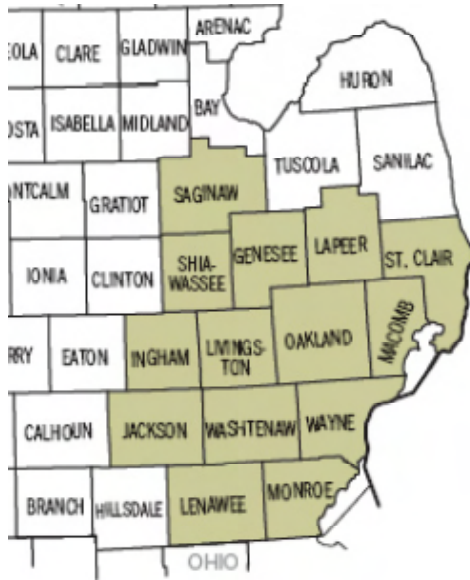 ARENAC
EOLA CLARE GLADWIN
HURON
BAY
OSTA ISABELLA MIDLAND
TUSCOLA SANILAC
NTCALM GRATIOT SAGINAW
GENESEE LAPEER ST. CLAIR
IONIA CLINTON SHIA-
WASSEE
MACOMB
RRY EATON INGHAM LIVINGS-
TON OAKLAND
CALHOUN JACKSON WASHTENAW WAYNE
BRANCH HILLSDALE LENAWEE MONROE
OHIO